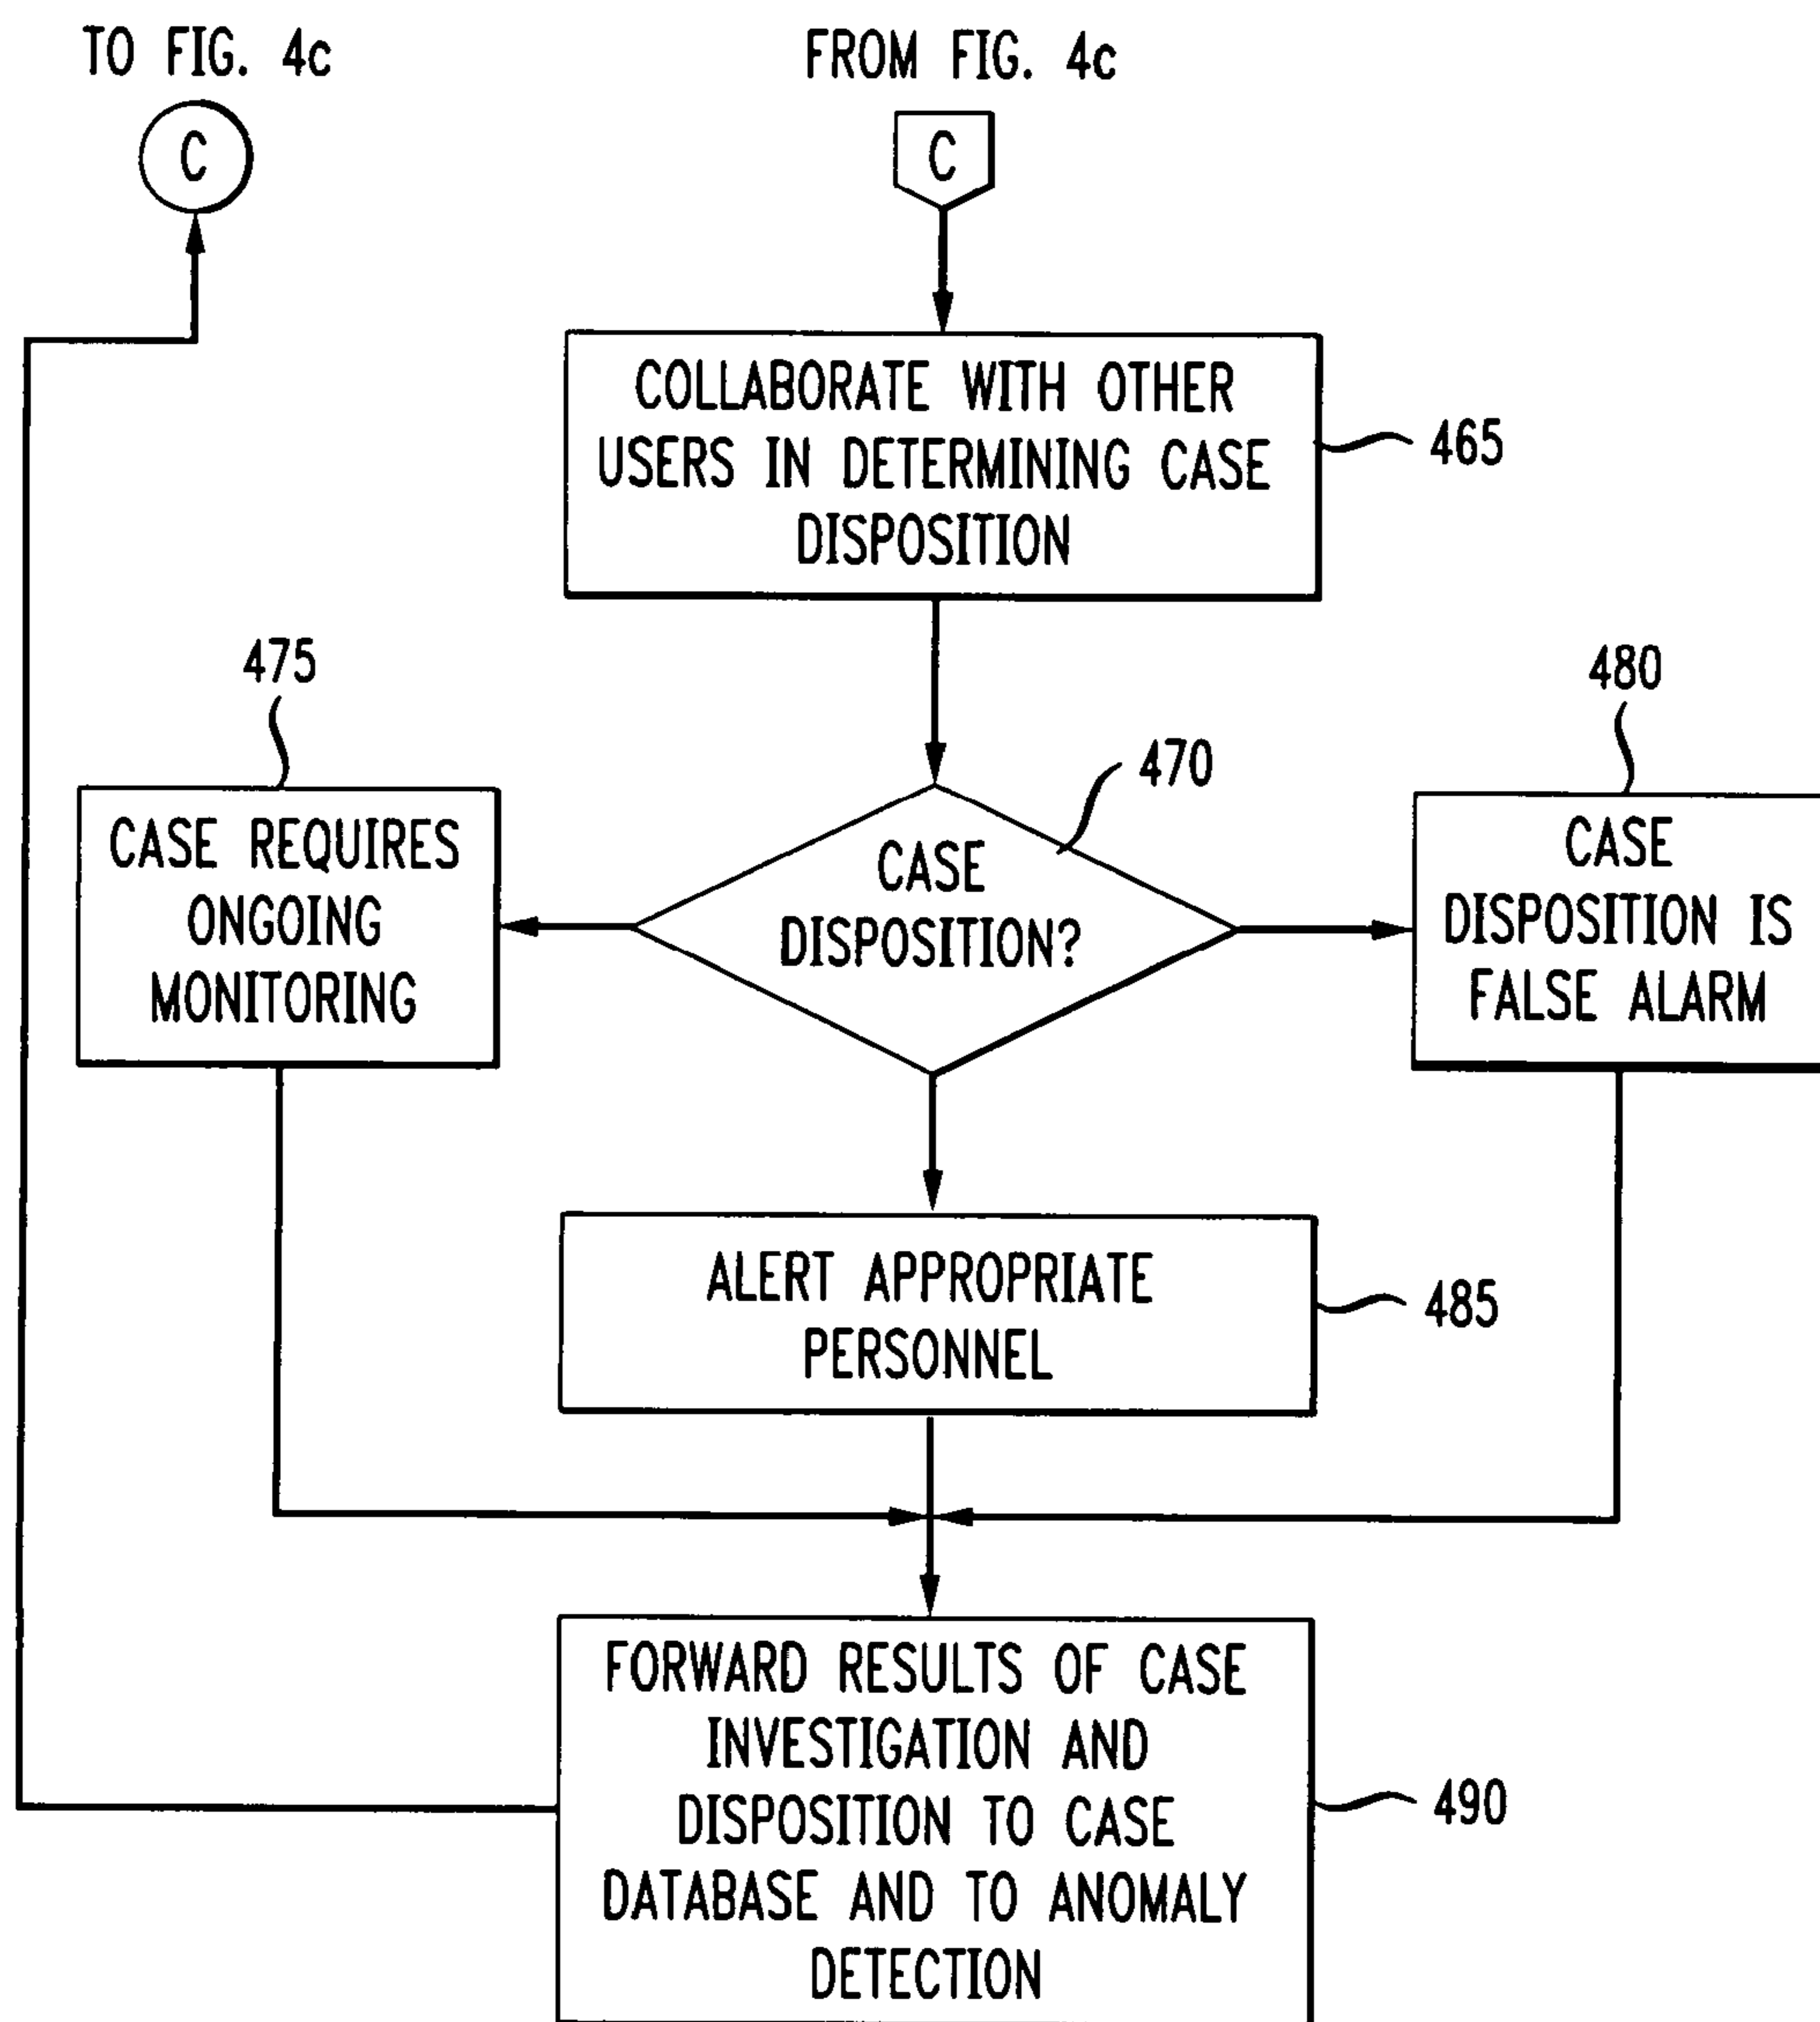 TO FIG. 4c
FROM FIG. 4c
C
C
COLLABORATE WITH OTHER
USERS IN DETERMINING CASE
DISPOSITION
465
475
480
470
CASE REQUIRES
ONGOING
MONITORING
CASE
DISPOSITION?
CASE
DISPOSITION IS
FALSE ALARM
ALERT APPROPRIATE
PERSONNEL
485
FORWARD RESULTS OF CASE
INVESTIGATION AND
DISPOSITION TO CASE
DATABASE AND TO ANOMALY
DETECTION
490